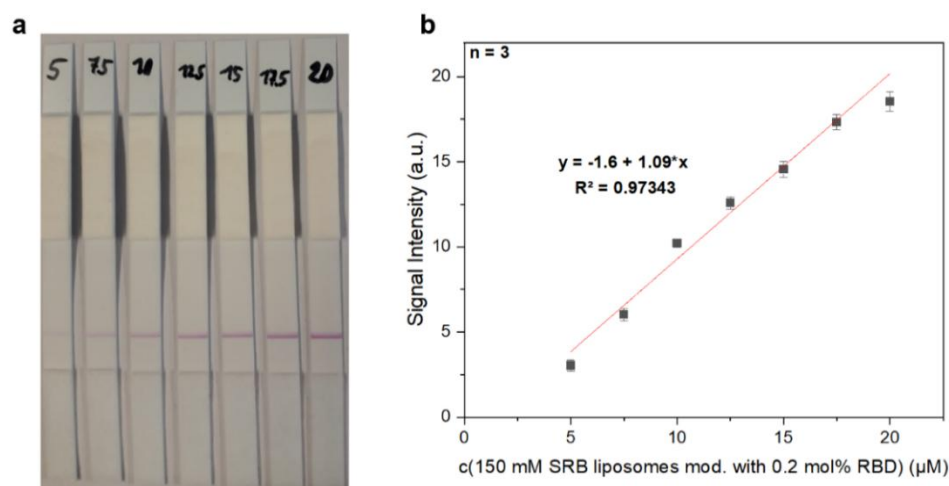 a
5 7.5 10 12.5 15 17.5 20
b
n = 3
y = -1.6 + 1.09*x
R² = 0.97343
Signal Intensity (a.u.)
20
15
10
5
0
0 5 10 15 20
c(150 mM SRB liposomes mod. with 0.2 mol% RBD) (µM)